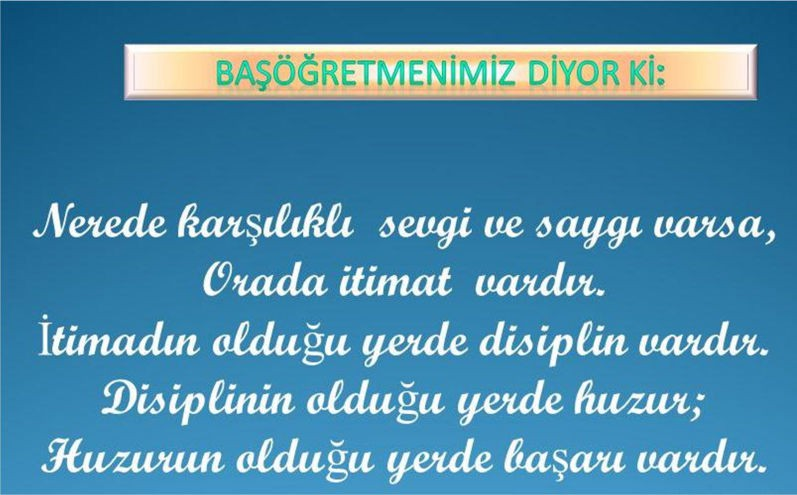 BAŞÖĞRETMENİMİZ DİYOR Kİ:
Nerede karşılıklı sevgi ve saygı varsa,
Orada itimat vardır.
İtimadın olduğu yerde disiplin vardır.
Disiplinin olduğu yerde huzur;
Huzurun olduğu yerde başarı vardır.